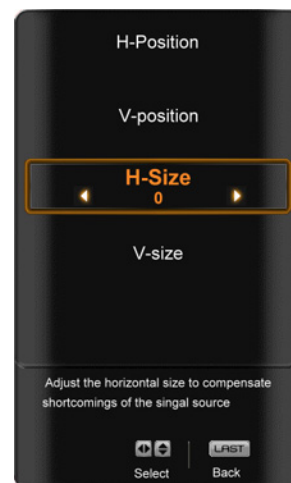 H-Position
V-position
H-Size
0
V-size
Adjust the horizontal size to compensate
shortcomings of the singal source
LAST
Select Back